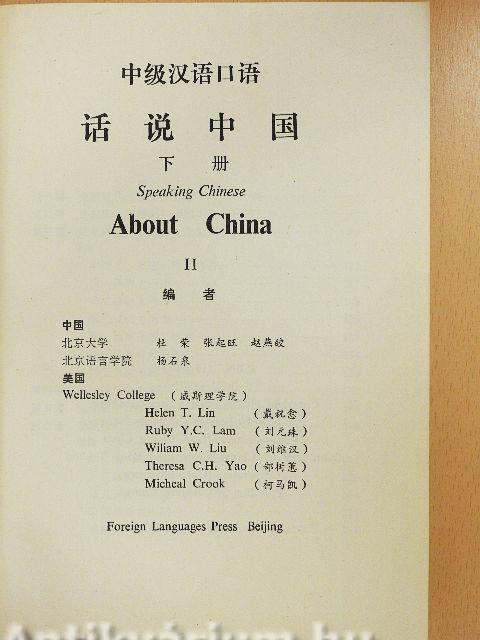 中级汉语口语
话 说 中 国
下 册
Speaking Chinese
About China
II
编 者
中国
北京大学 杜 荣 张起旺 赵燕皎
北京语言学院 杨石泉
美国
Wellesley College (威斯理学院)
Helen T. Lin (戴祝念)
Ruby Y.C. Lam (刘元珠)
Wiliam W. Liu (刘维汉)
Theresa C.H. Yao (邰树蕙)
Micheal Crook (柯马凯)
Foreign Languages Press Beijing
Antikvárium.hu